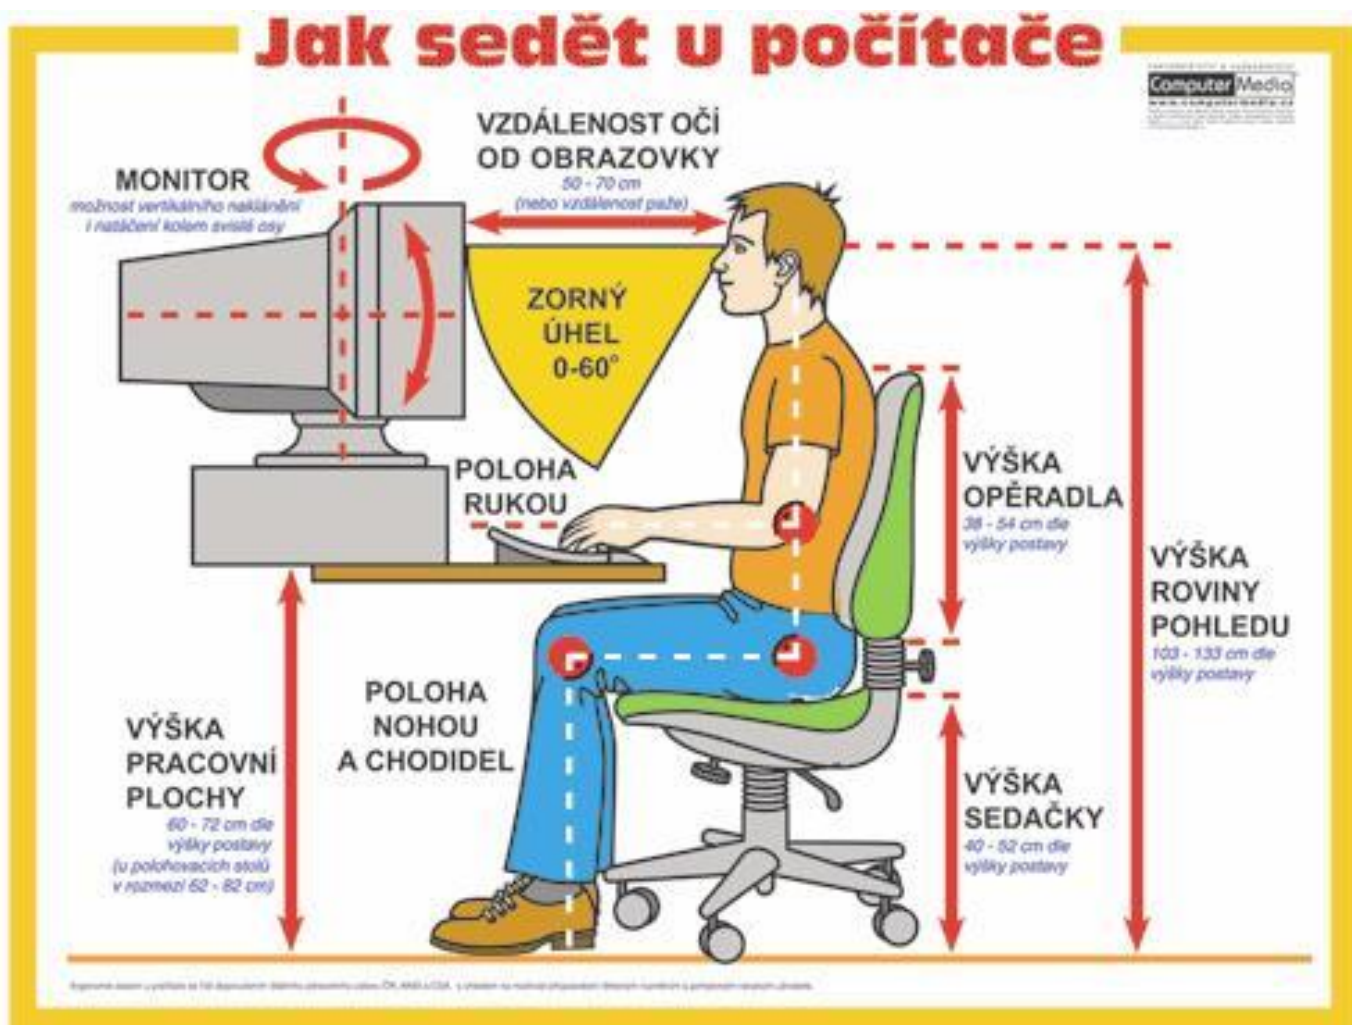 Jak sedět u počítače
Computer Media
www.computermedia.cz
MONITOR
možnost vertikálního naklánění
i natáčení kolem svislé osy
VZDÁLENOST OČÍ
OD OBRAZOVKY
50 - 70 cm
(nebo vzdálenost paže)
ZORNÝ
ÚHEL
0-60°
POLOHA
RUKOU
VÝŠKA
OPĚRADLA
38 - 54 cm dle
výšky postavy
VÝŠKA
ROVINY
POHLEDU
103 - 133 cm dle
výšky postavy
POLOHA
NOHOU
A CHODIDEL
VÝŠKA
PRACOVNÍ
PLOCHY
60 - 72 cm dle
výšky postavy
(u polohovacích stolů
v rozmezí 62 - 82 cm)
VÝŠKA
SEDAČKY
40 - 52 cm dle
výšky postavy